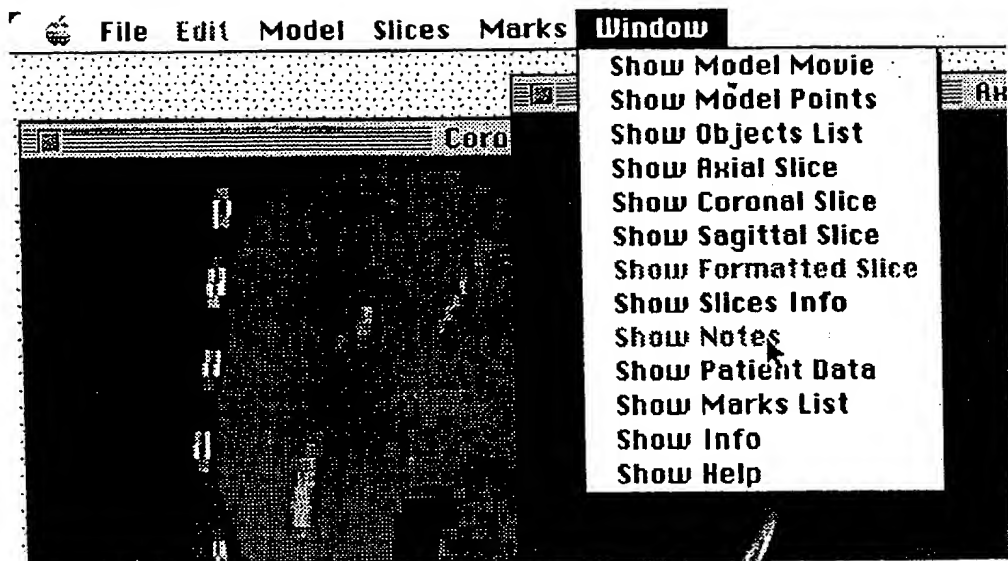 File Edit Model Slices Marks Window
Show Model Movie
Show Model Points
Ax
Show Objects List
Coro
Show Axial Slice
Show Coronal Slice
Show Sagittal Slice
Show Formatted Slice
Show Slices Info
Show Notes
Show Patient Data
Show Marks List
Show Info
Show Help